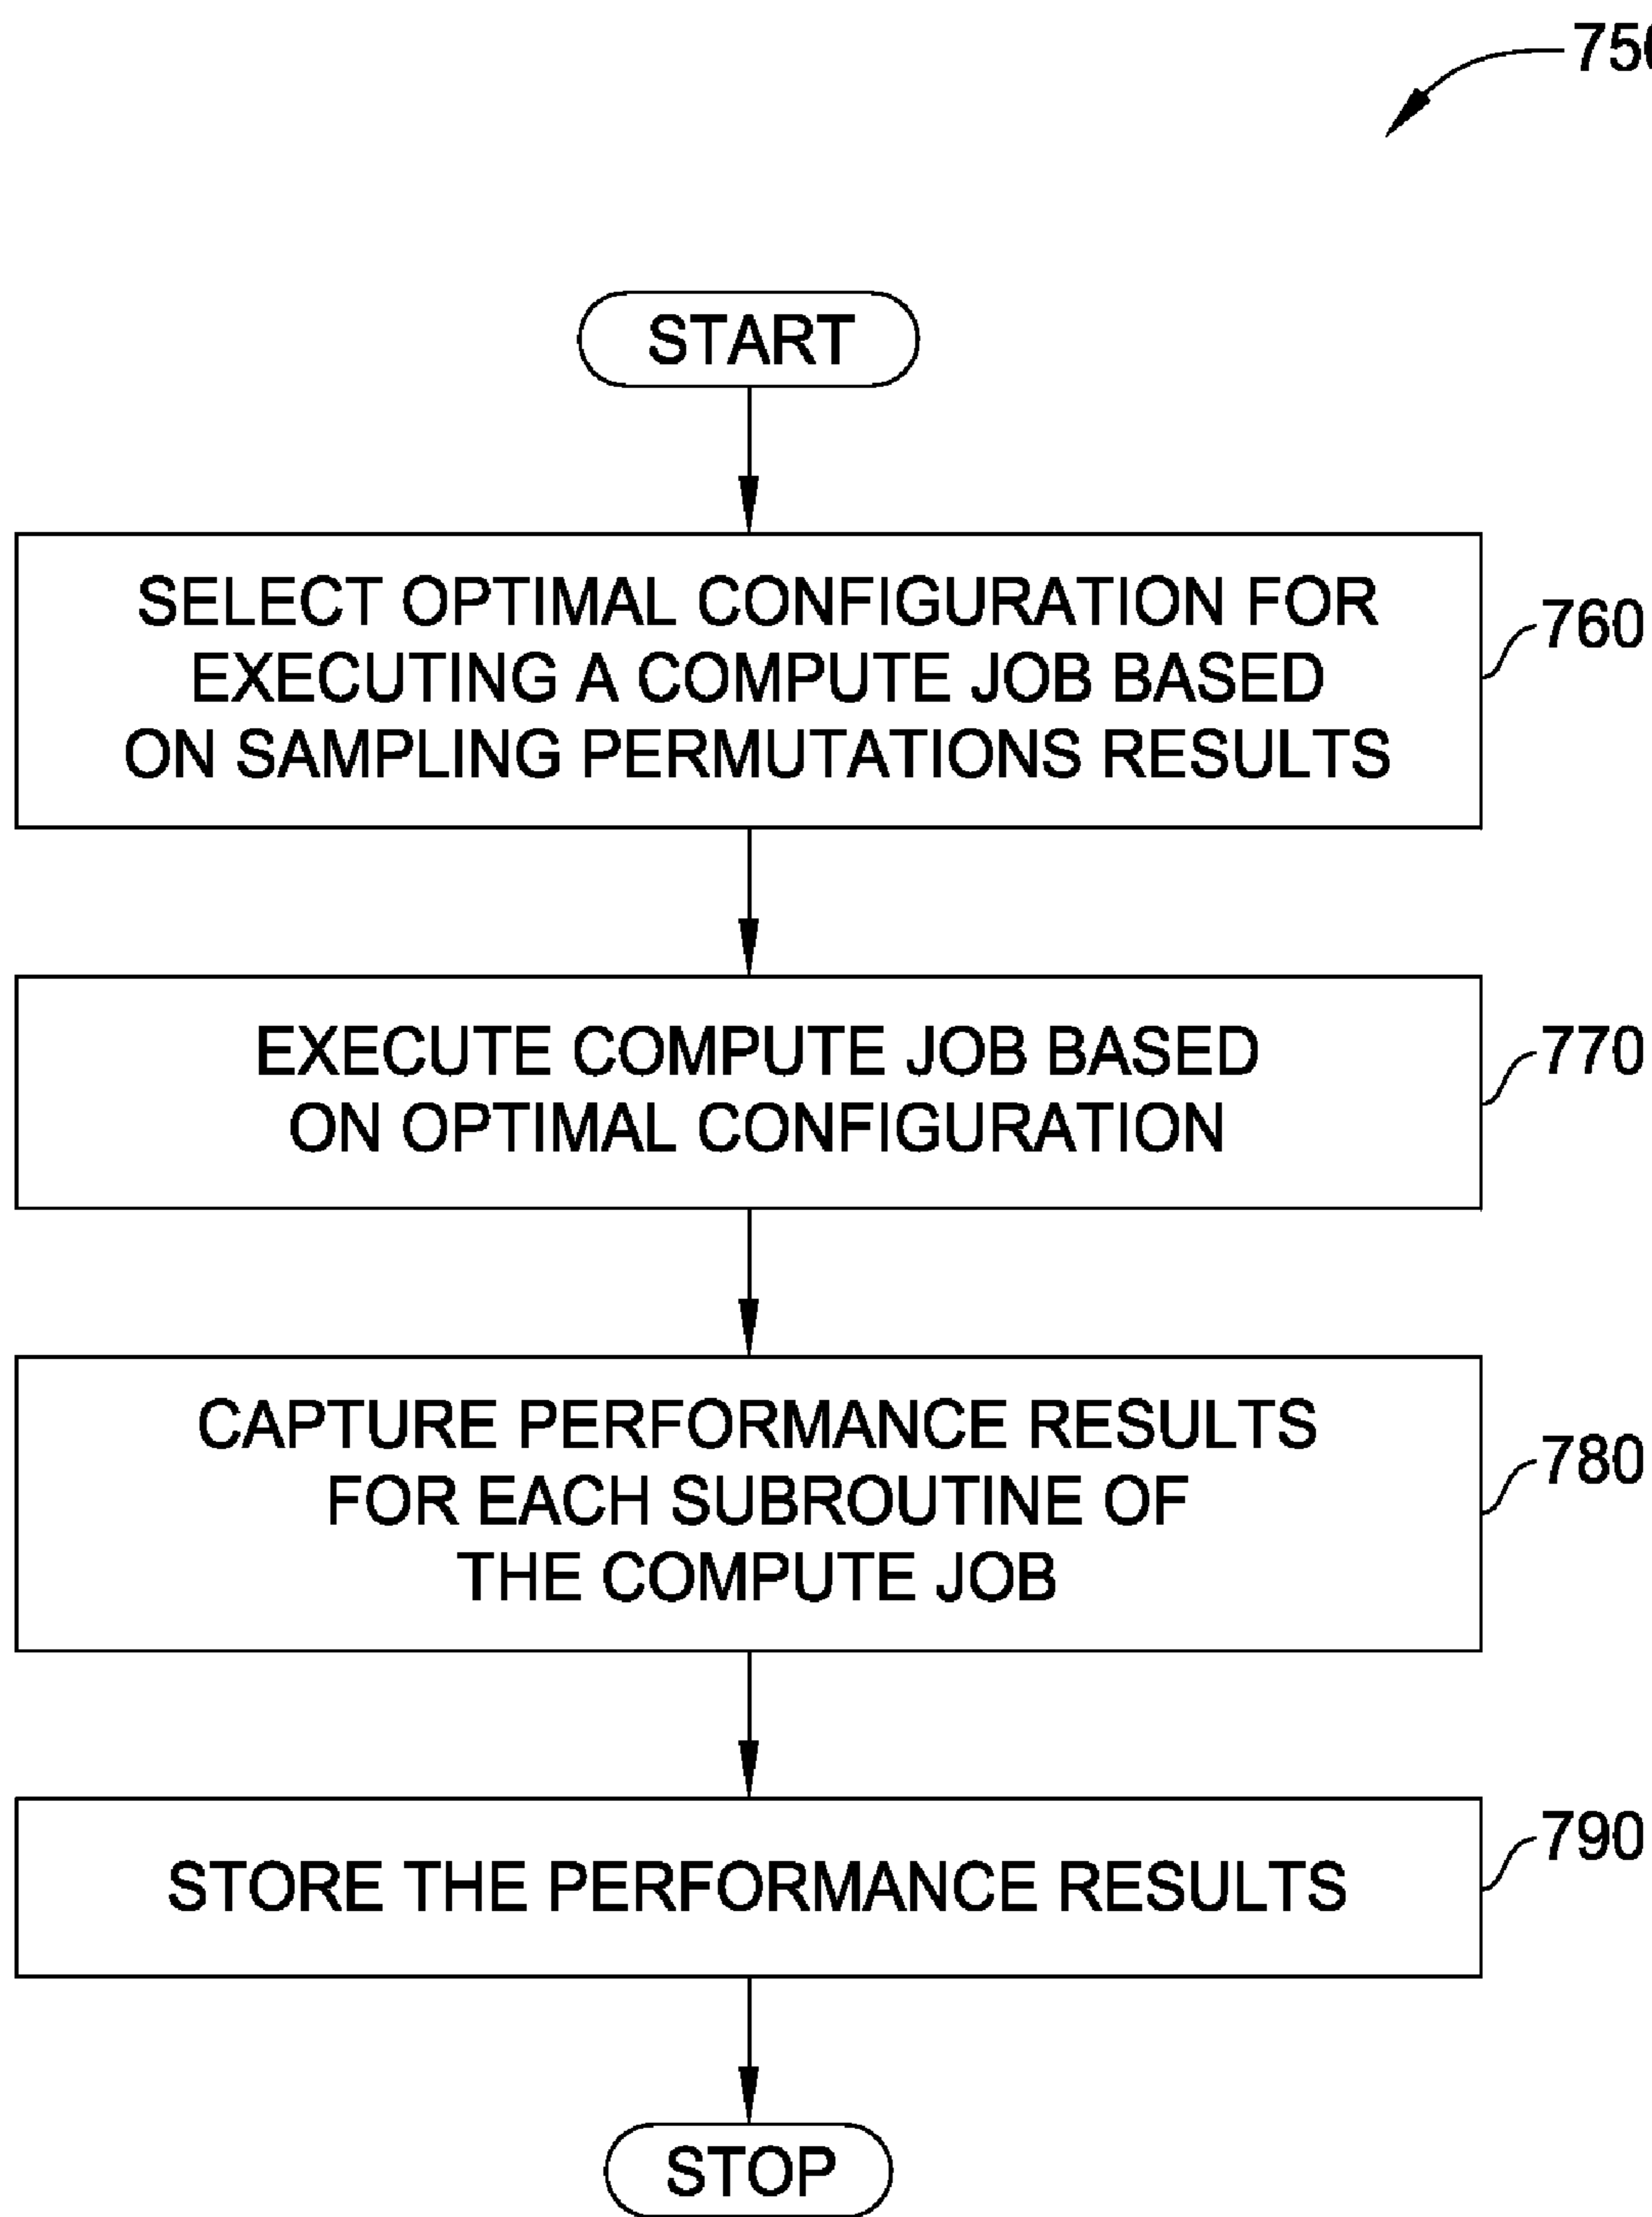 750
START
SELECT OPTIMAL CONFIGURATION FOR
EXECUTING A COMPUTE JOB BASED
ON SAMPLING PERMUTATIONS RESULTS
760
EXECUTE COMPUTE JOB BASED
ON OPTIMAL CONFIGURATION
770
CAPTURE PERFORMANCE RESULTS
FOR EACH SUBROUTINE OF
THE COMPUTE JOB
780
STORE THE PERFORMANCE RESULTS
790
STOP